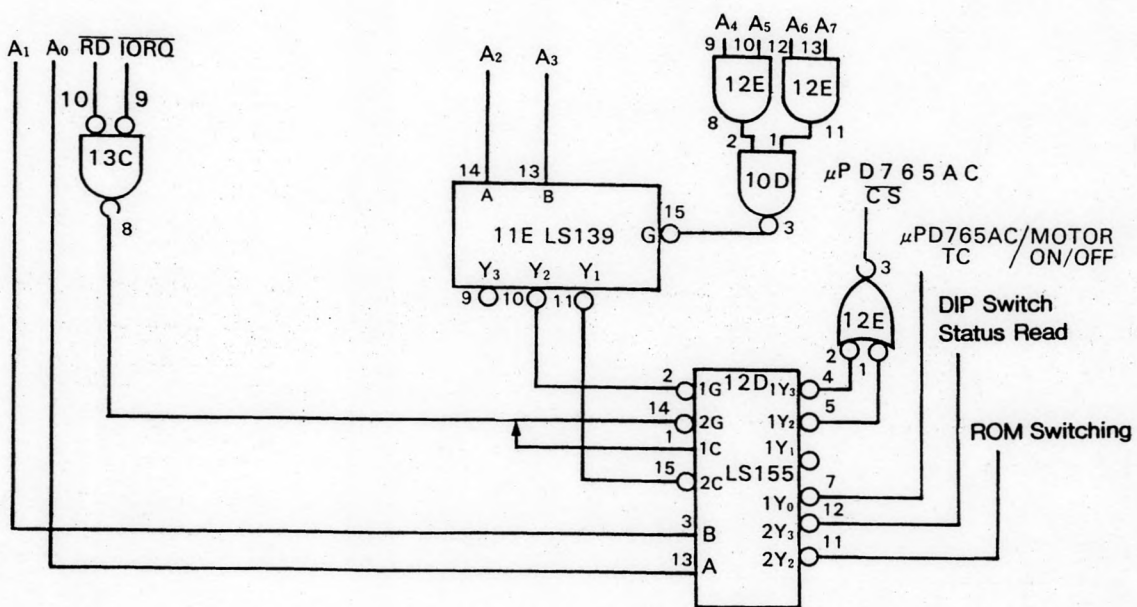 A₁ A₀ R̅D̅ I̅O̅R̅Q̅
10 9
13C
8
A₂ A₃
14 13
A B
11E LS139 G
15
Y₃ Y₂ Y₁
9 10 11
A₄ A₅ A₆ A₇
9 10 12 13
12E 12E
8 11
2 1
10D
3
μPD765AC
C̅S̅
3
12E
2 1
μPD765AC/MOTOR
TC / ON/OFF
DIP Switch
Status Read
ROM Switching
12D
LS155
2 1G 1Y₃ 4
14 2G 1Y₂ 5
1 1C 1Y₁
15 2C 1Y₀ 7
3 B 2Y₃ 12
13 A 2Y₂ 11